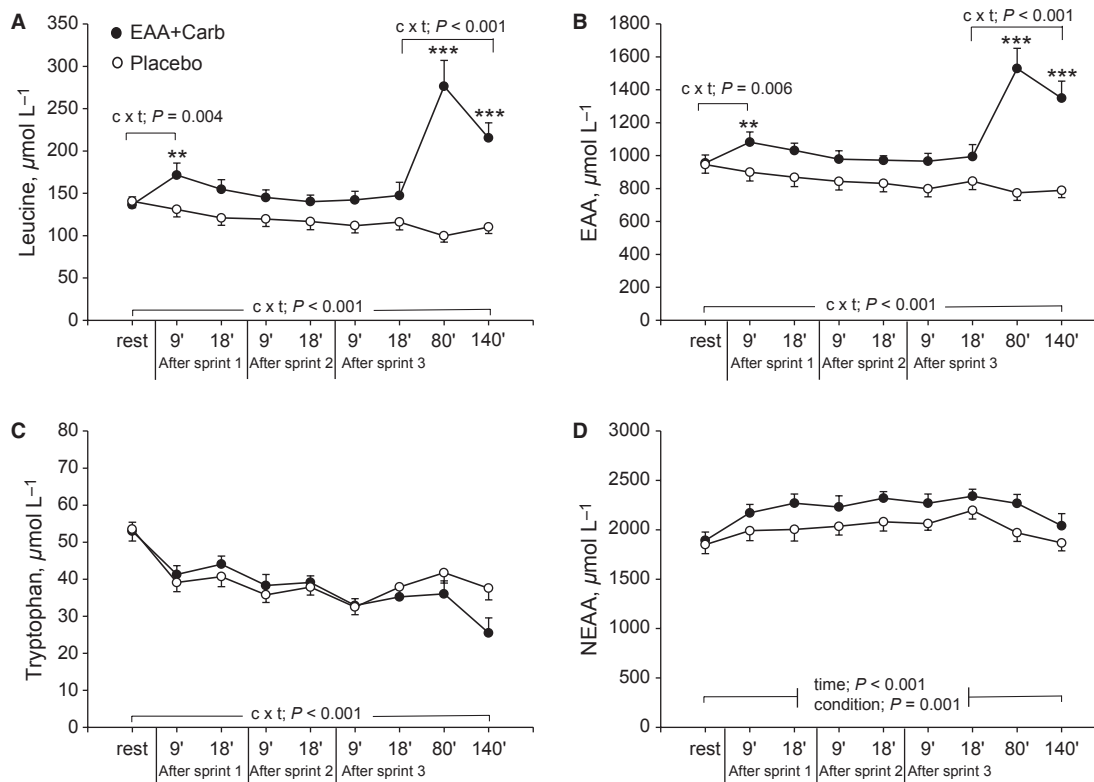 A
350
300
250
200
150
100
50
0
Leucine, µmol L⁻¹
EAA+Carb
Placebo
c x t; P < 0.001
***
***
c x t; P = 0.004
**
c x t; P < 0.001
rest 9' 18' 9' 18' 9' 18' 80' 140'
After sprint 1 After sprint 2 After sprint 3
B
1800
1600
1400
1200
1000
800
600
400
200
0
EAA, µmol L⁻¹
c x t; P < 0.001
***
***
c x t; P = 0.006
**
c x t; P < 0.001
rest 9' 18' 9' 18' 9' 18' 80' 140'
After sprint 1 After sprint 2 After sprint 3
C
80
70
60
50
40
30
20
10
0
Tryptophan, µmol L⁻¹
c x t; P < 0.001
rest 9' 18' 9' 18' 9' 18' 80' 140'
After sprint 1 After sprint 2 After sprint 3
D
3000
2500
2000
1500
1000
500
0
NEAA, µmol L⁻¹
time; P < 0.001
condition; P = 0.001
rest 9' 18' 9' 18' 9' 18' 80' 140'
After sprint 1 After sprint 2 After sprint 3